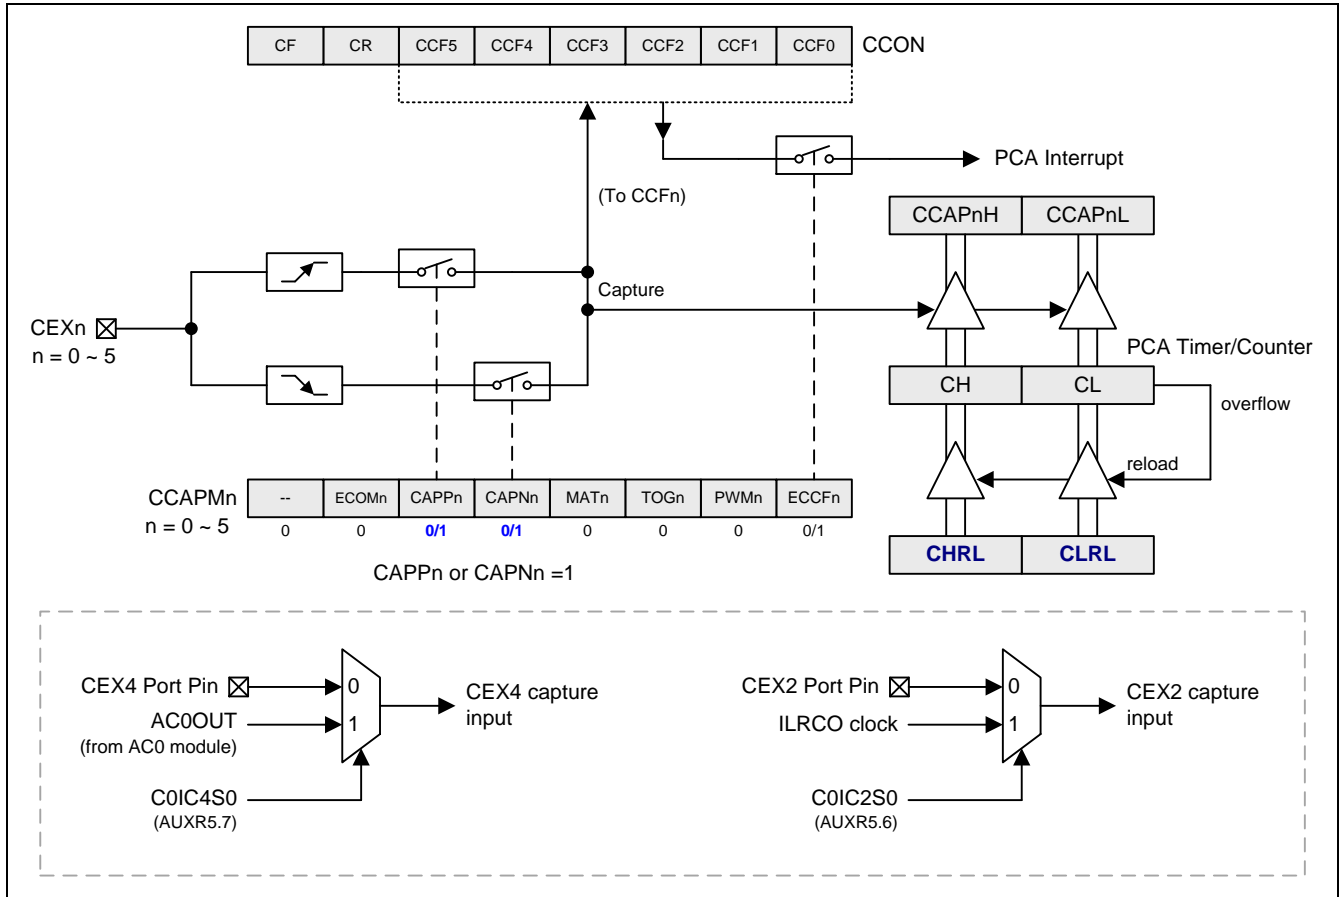 CF CR CCF5 CCF4 CCF3 CCF2 CCF1 CCF0 CCON
PCA Interrupt
(To CCFn)
CCAPnH CCAPnL
Capture
CEXn
n = 0 ~ 5
PCA Timer/Counter
CH CL
overflow
reload
CCAPMn
n = 0 ~ 5
-- ECOMn CAPPn CAPNn MATn TOGn PWMn ECCFn
0 0 0/1 0/1 0 0 0 0/1
CHRL CLRL
CAPPn or CAPNn =1
CEX4 Port Pin 0
AC0OUT 1
(from AC0 module)
CEX4 capture
input
C0IC4S0
(AUXR5.7)
CEX2 Port Pin 0
ILRCO clock 1
CEX2 capture
input
C0IC2S0
(AUXR5.6)